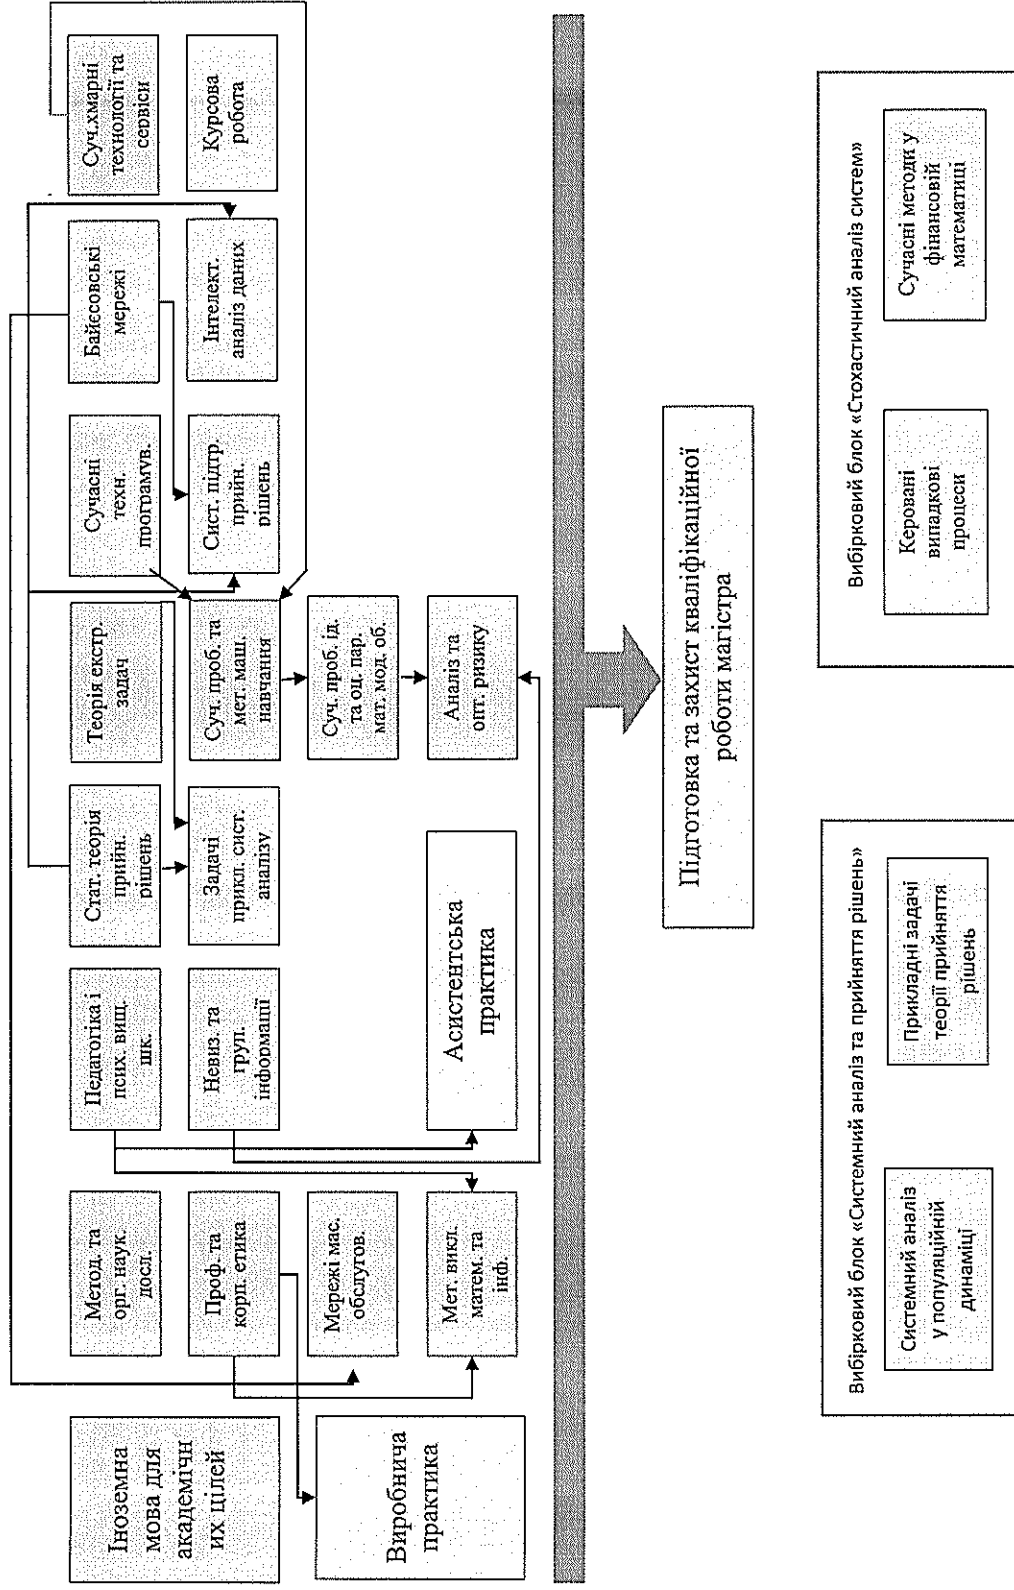 Іноземна
мова для
академічн
их цілей
Метод. та
орг. наук.
досл.
Педагогіка і
псих. вищ.
шк.
Стат. теорія
прийн.
рішень
Теорія екстр.
задач
Сучасні
техн.
програмув.
Байєсовські
мережі
Суч.хмарні
технології та
сервіси
Проф. та
корп. етика
Невиз. та
груп.
інформації
Задачі
прикл. сист.
аналізу
Суч. проб. та
мет. маш.
навчання
Сист. підтр.
прийн.
рішень
Інтелект.
аналіз даних
Курсова
робота
Виробнича
практика
Мережі мас.
обслугов.
Суч. проб. ід.
та оц. пар.
мат. мод. об.
Мет. викл.
матем. та
інф.
Асистентська
практика
Аналіз та
опт. ризику
Підготовка та захист кваліфікаційної
роботи магістра
Вибірковий блок «Системний аналіз та прийняття рішень»
Системний аналіз
у популяційній
динаміці
Прикладні задачі
теорії прийняття
рішень
Вибірковий блок «Стохастичний аналіз систем»
Керовані
випадкові
процеси
Сучасні методи у
фінансовій
математиці